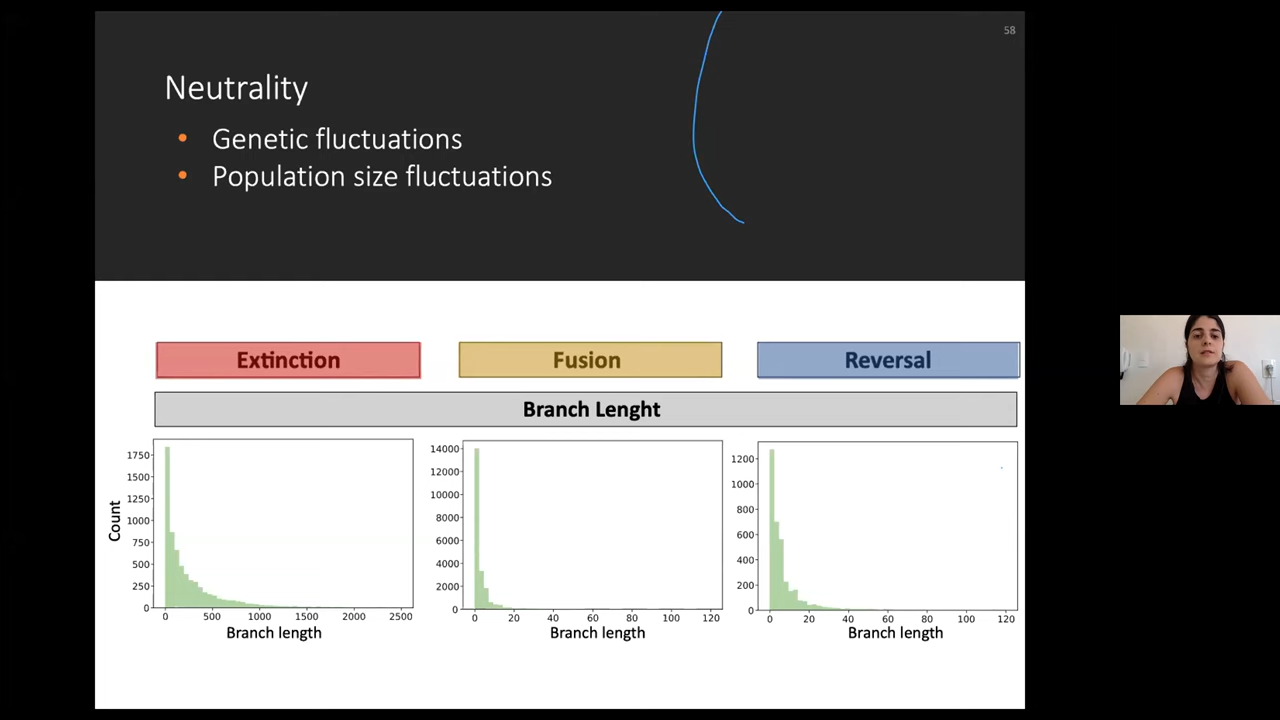 58
Neutrality
• Genetic fluctuations
• Population size fluctuations
Extinction
Fusion
Reversal
Branch Lenght
Count
1750
1500
1250
1000
750
500
250
0
0 500 1000 1500 2000 2500
Branch length
14000
12000
10000
8000
6000
4000
2000
0
0 20 40 60 80 100 120
Branch length
1200
1000
800
600
400
200
0
0 20 40 60 80 100 120
Branch length